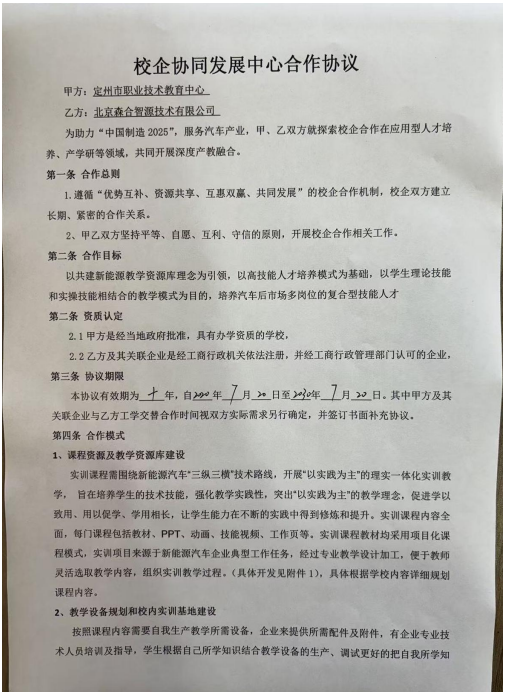 校企协同发展中心合作协议
甲方：定州市职业技术教育中心
乙方：北京森合智源技术有限公司
为助力“中国制造 2025”，服务汽车产业，甲、乙双方就探索校企合作在应用型人才培
养、产学研等领域，共同开展深度产教融合。
第一条 合作总则
1.遵循“优势互补、资源共享、互惠双赢、共同发展”的校企合作机制，校企双方建立
长期、紧密的合作关系。
2、甲乙双方坚持平等、自愿、互利、守信的原则，开展校企合作相关工作。
第二条 合作目标
以共建新能源教学资源库理念为引领，以高技能人才培养模式为基础，以学生理论技能
和实操技能相结合的教学模式为目的，培养汽车后市场多岗位的复合型技能人才
第二条 资质认定
2.1 甲方是经当地政府批准，具有办学资质的学校，
2.2 乙方及其关联企业是经工商行政机关依法注册，并经工商行政管理部门认可的企业，
第三条 协议期限
本协议有效期为 十 年，自2020年 7 月 20 日至2030年 7 月 20 日。其中甲方及其
关联企业与乙方工学交替合作时间视双方实际需求另行确定，并签订书面补充协议。
第四条 合作模式
1、课程资源及教学资源库建设
实训课程需围绕新能源汽车“三纵三横”技术路线，开展“以实践为主”的理实一体化实训教
学， 旨在培养学生的技术技能，强化教学实践性，突出“以实践为主”的教学理念，促进学以
致用、用以促学、学用相长，让学生能力在不断的实践中得到修炼和提升。实训课程内容全
面，每门课程包括教材、PPT、动画、技能视频、工作页等。实训课程教材均采用项目化课
程模式，实训项目来源于新能源汽车企业典型工作任务，经过专业教学设计加工，便于教师
灵活选取教学内容，组织实训教学过程。（具体开发见附件 1），具体根据学校内容详细规划
课程内容。
2、教学设备规划和校内实训基地建设
按照课程内容需要自我生产教学所需设备，企业来提供所需配件及附件，有企业专业技
术人员培训及指导，学生根据自己所学知识结合教学设备的生产、调试更好的把自我所学知